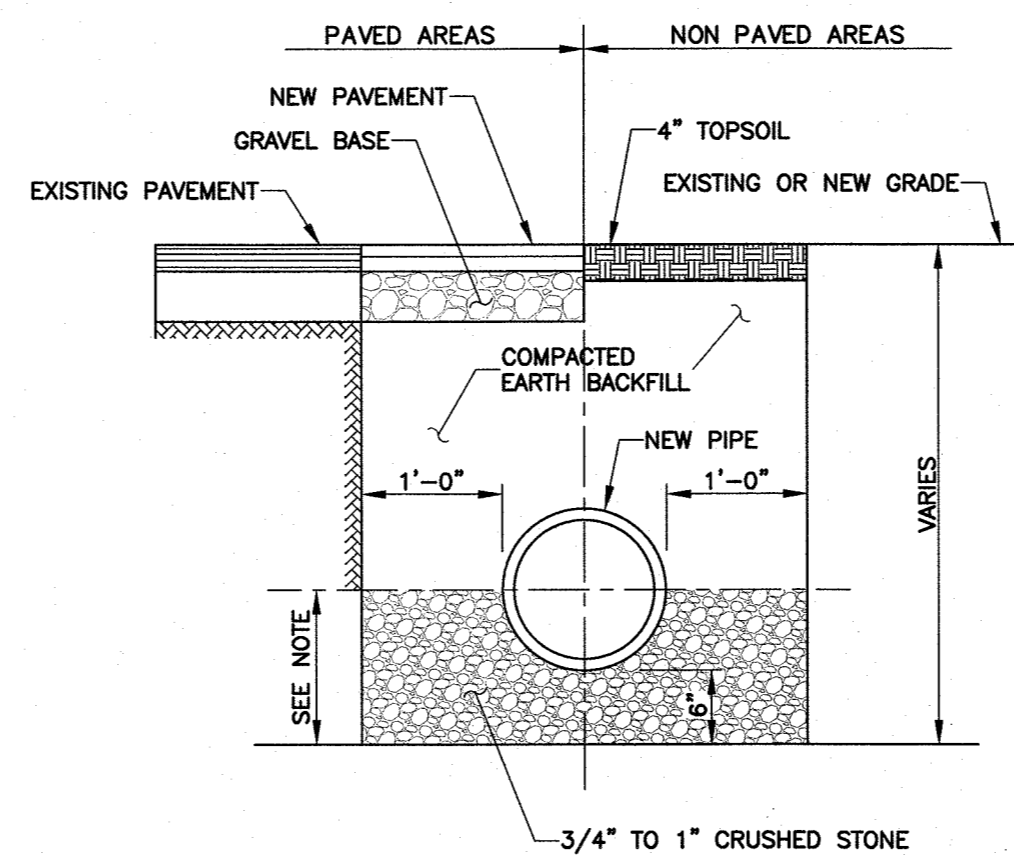 PAVED AREAS
NON PAVED AREAS
NEW PAVEMENT
4" TOPSOIL
GRAVEL BASE
EXISTING OR NEW GRADE
EXISTING PAVEMENT
COMPACTED
EARTH BACKFILL
NEW PIPE
1'-0"
1'-0"
VARIES
SEE NOTE
6"
3/4" TO 1" CRUSHED STONE